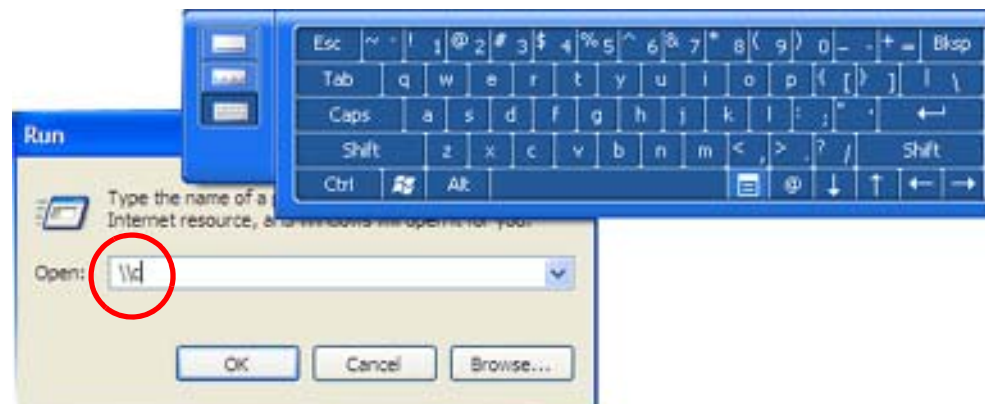 Esc ~ ` ! 1 @ 2 # 3 $ 4 % 5 ^ 6 & 7 * 8 ( 9 ) 0 _ - + = Bksp
Tab q w e r t y u i o p { [ } ] | \
Caps a s d f g h j k l : ; " '
Shift z x c v b n m < , > . ? / Shift
Ctrl Alt @
Run
Type the name of a
Internet resource, and Windows will open it for you.
Open: \\c
OK Cancel Browse...